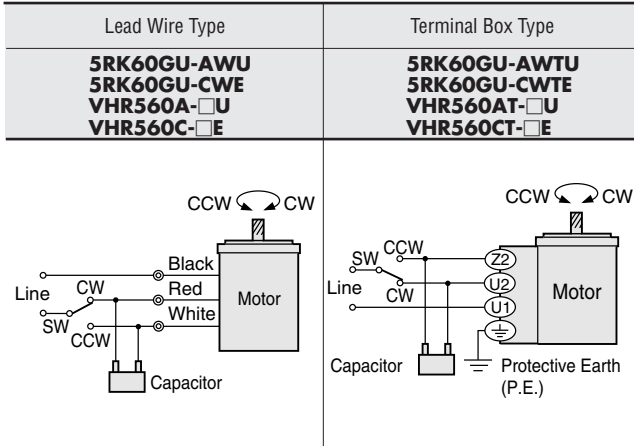 Lead Wire Type
Terminal Box Type
5RK60GU-AWU
5RK60GU-CWE
VHR560A-□U
VHR560C-□E
5RK60GU-AWTU
5RK60GU-CWTE
VHR560AT-□U
VHR560CT-□E
CCW CW
Black
Line
CW
Red
Motor
White
SW
CCW
Capacitor
CCW CW
CCW
SW
Z2
U2
Line
CW
Motor
U1
Capacitor
Protective Earth
(P.E.)